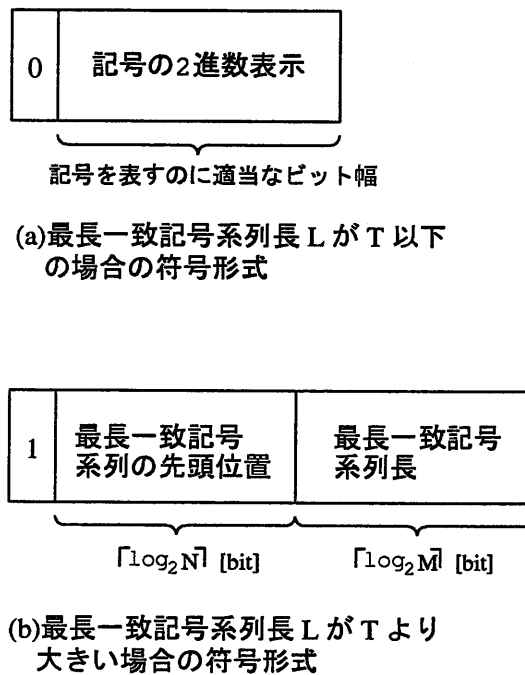 0 記号の2進数表示
記号を表すのに適当なビット幅
(a)最長一致記号系列長 L が T 以下
の場合の符号形式
1 最長一致記号 最長一致記号
系列の先頭位置 系列長
⌈log₂N⌉ [bit] ⌈log₂M⌉ [bit]
(b)最長一致記号系列長 L が T より
大きい場合の符号形式